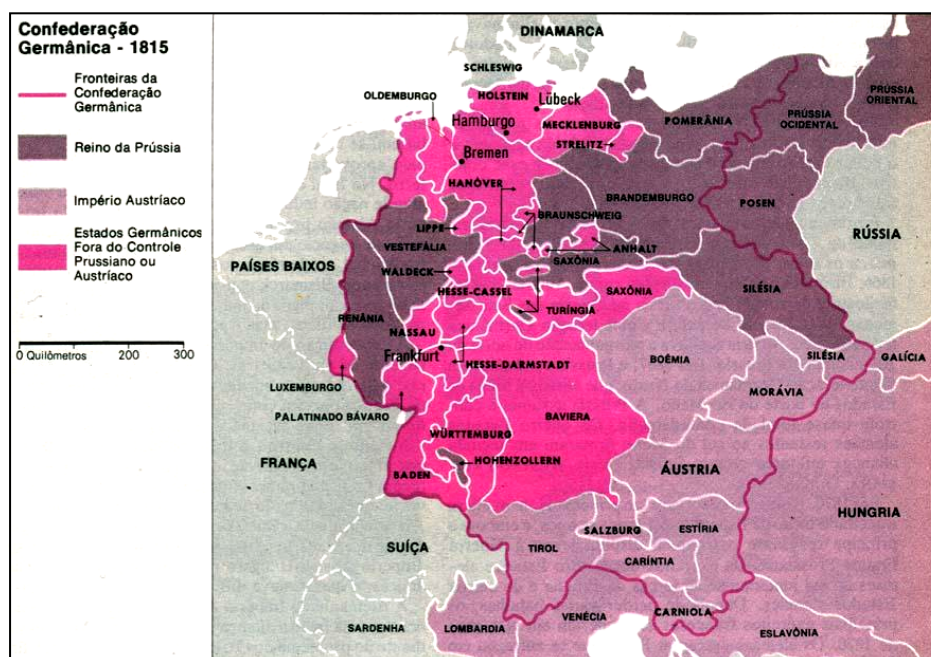 Confederação
Germânica - 1815
Fronteiras da
Confederação
Germânica
Reino da Prússia
Império Austríaco
Estados Germânicos
Fora do Controle
Prussiano ou
Austríaco
0 Quilômetros 200 300
DINAMARCA
SCHLESWIG
HOLSTEIN
Lübeck
OLDEMBURGO
Hamburgo
MECKLENBURG
STRELITZ
POMERÂNIA
PRÚSSIA
OCIDENTAL
PRÚSSIA
ORIENTAL
Bremen
HANÔVER
BRANDEMBURGO
POSEN
RÚSSIA
BRAUNSCHWEIG
LIPPE
VESTEFÁLIA
ANHALT
SAXÔNIA
PAÍSES BAIXOS
WALDECK
HESSE-CASSEL
SAXÔNIA
SILÉSIA
TURÍNGIA
RENÂNIA
NASSAU
Frankfurt
HESSE-DARMSTADT
BOÊMIA
SILÉSIA
GALÍCIA
MORÁVIA
LUXEMBURGO
PALATINADO BÁVARO
BAVIERA
WÜRTTEMBURG
FRANÇA
HOHENZOLLERN
BADEN
ÁUSTRIA
HUNGRIA
SALZBURG
ESTÍRIA
SUÍÇA
TIROL
CARÍNTIA
SARDENHA
LOMBARDIA
VENÉCIA
CARNIOLA
ESLAVÔNIA